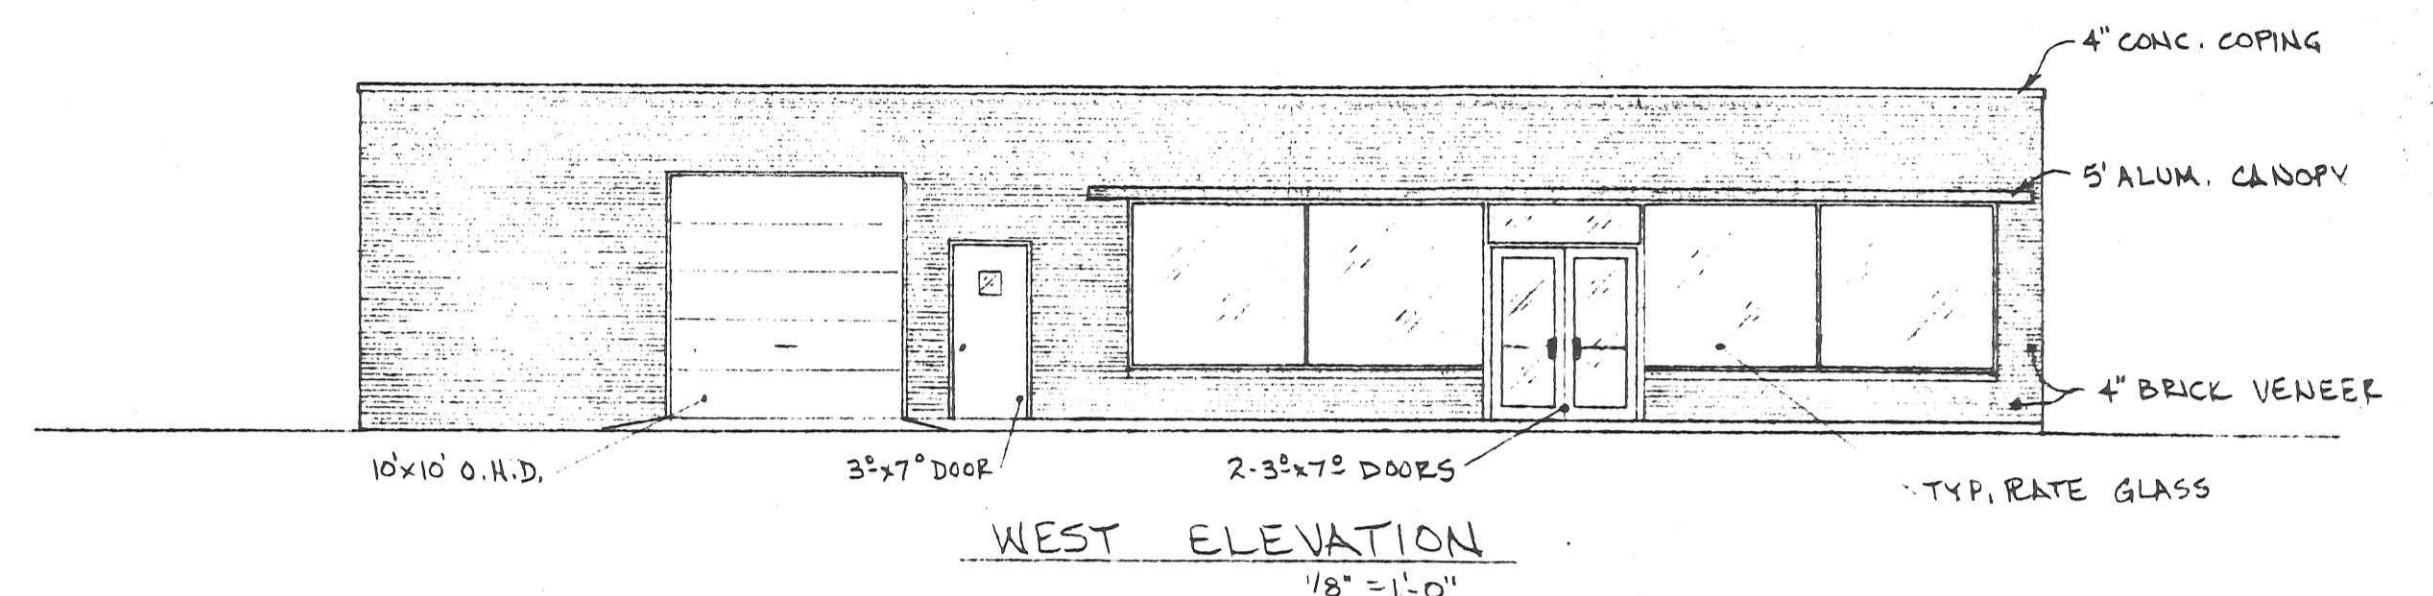 4" CONC. COPING
5' ALUM. CANOPY
4" BRICK VENEER
10'x10' O.H.D.
3⁰x7⁰ DOOR
2-3⁰x7⁰ DOORS
TYP. PLATE GLASS
WEST ELEVATION
1/8" = 1'-0"